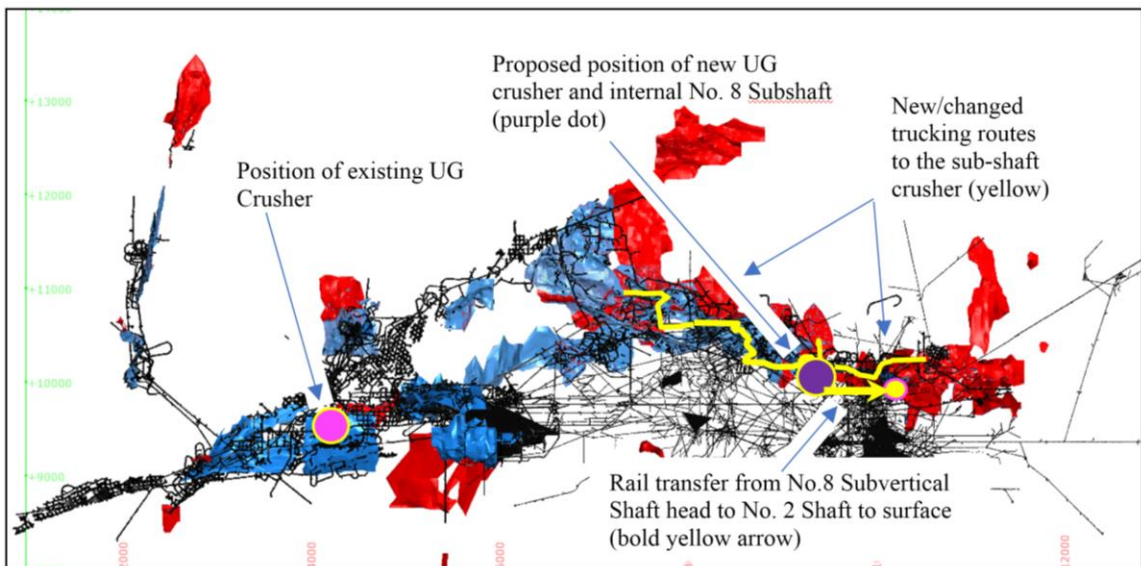 Proposed position of new UG
crusher and internal No. 8 Subshaft
(purple dot)
New/changed
trucking routes
to the sub-shaft
crusher (yellow)
Position of existing UG
Crusher
Rail transfer from No.8 Subvertical
Shaft head to No. 2 Shaft to surface
(bold yellow arrow)
+13000
+12000
+11000
+10000
+9000
12000